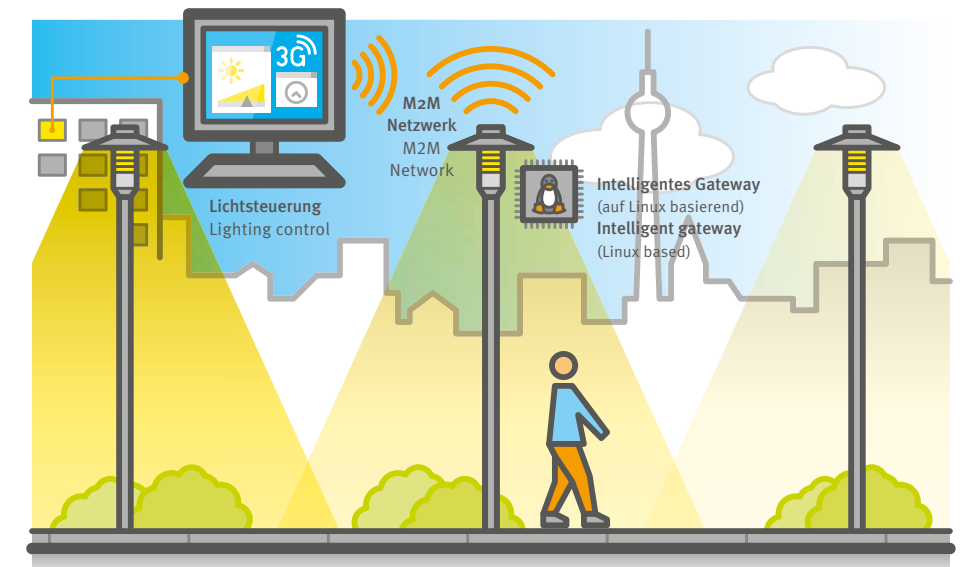 3G
M2M
Netzwerk
M2M
Network
Lichtsteuerung
Lighting control
Intelligentes Gateway
(auf Linux basierend)
Intelligent gateway
(Linux based)